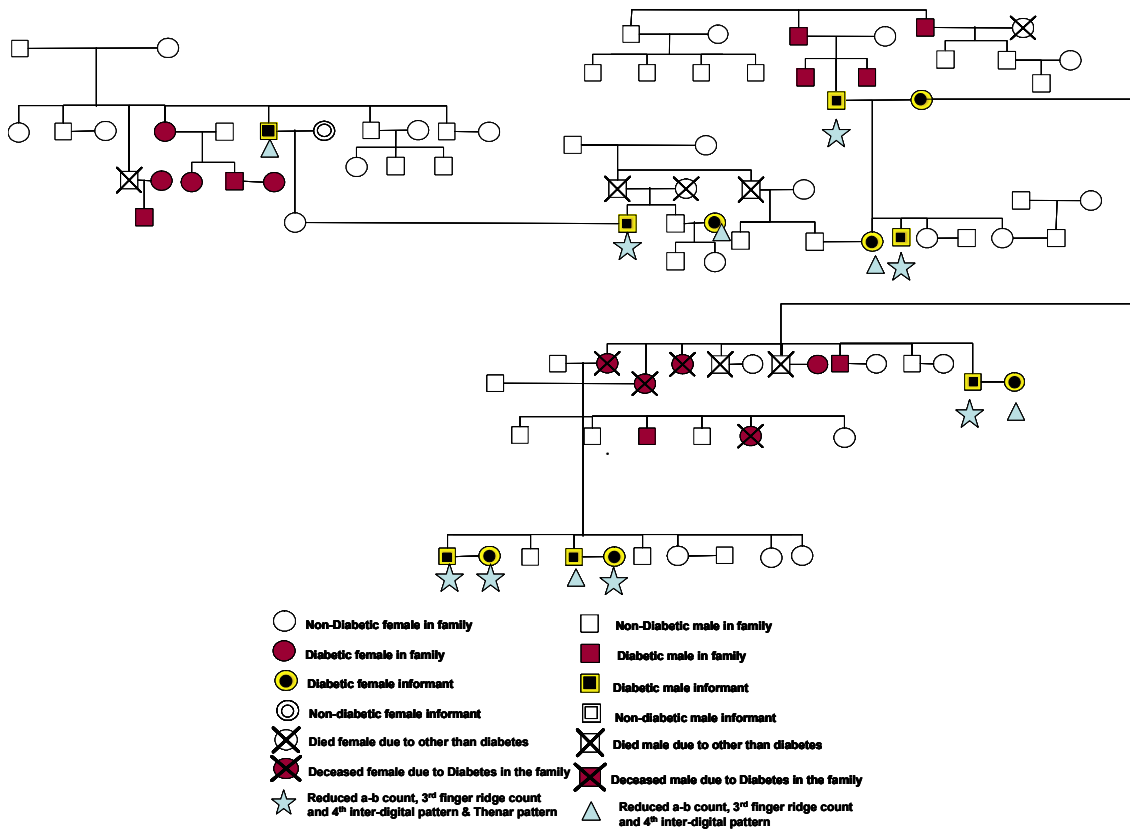 Non-Diabetic female in family
Diabetic female in family
Diabetic female informant
Non-diabetic female informant
Died female due to other than diabetes
Deceased female due to Diabetes in the family
Reduced a-b count, 3rd finger ridge count
and 4th inter-digital pattern & Thenar pattern
Non-Diabetic male in family
Diabetic male in family
Diabetic male informant
Non-diabetic male informant
Died male due to other than diabetes
Deceased male due to Diabetes in the family
Reduced a-b count, 3rd finger ridge count
and 4th inter-digital pattern